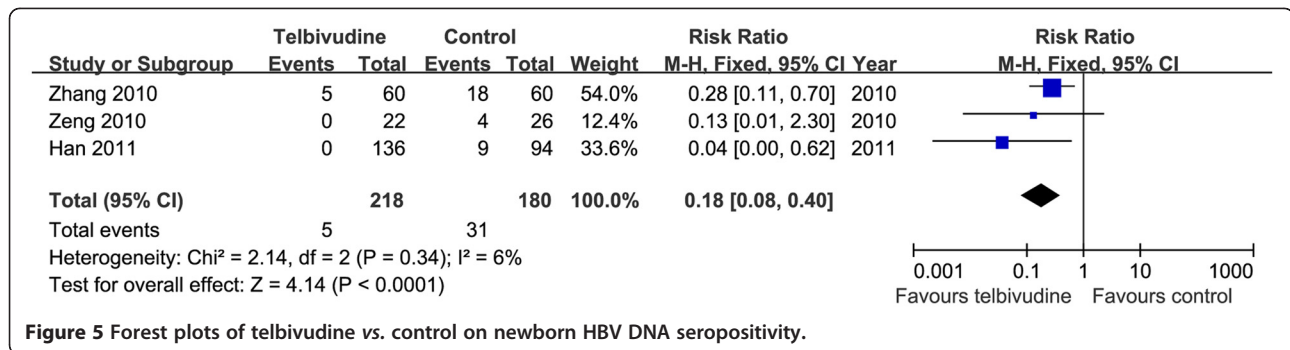 Telbivudine Control Risk Ratio Risk Ratio
Study or Subgroup Events Total Events Total Weight M-H, Fixed, 95% CI Year M-H, Fixed, 95% CI
Zhang 2010 5 60 18 60 54.0% 0.28 [0.11, 0.70] 2010
Zeng 2010 0 22 4 26 12.4% 0.13 [0.01, 2.30] 2010
Han 2011 0 136 9 94 33.6% 0.04 [0.00, 0.62] 2011
Total (95% CI) 218 180 100.0% 0.18 [0.08, 0.40]
Total events 5 31
Heterogeneity: Chi² = 2.14, df = 2 (P = 0.34); I² = 6%
Test for overall effect: Z = 4.14 (P < 0.0001)
0.001 0.1 1 10 1000
Favours telbivudine Favours control
Figure 5 Forest plots of telbivudine vs. control on newborn HBV DNA seropositivity.